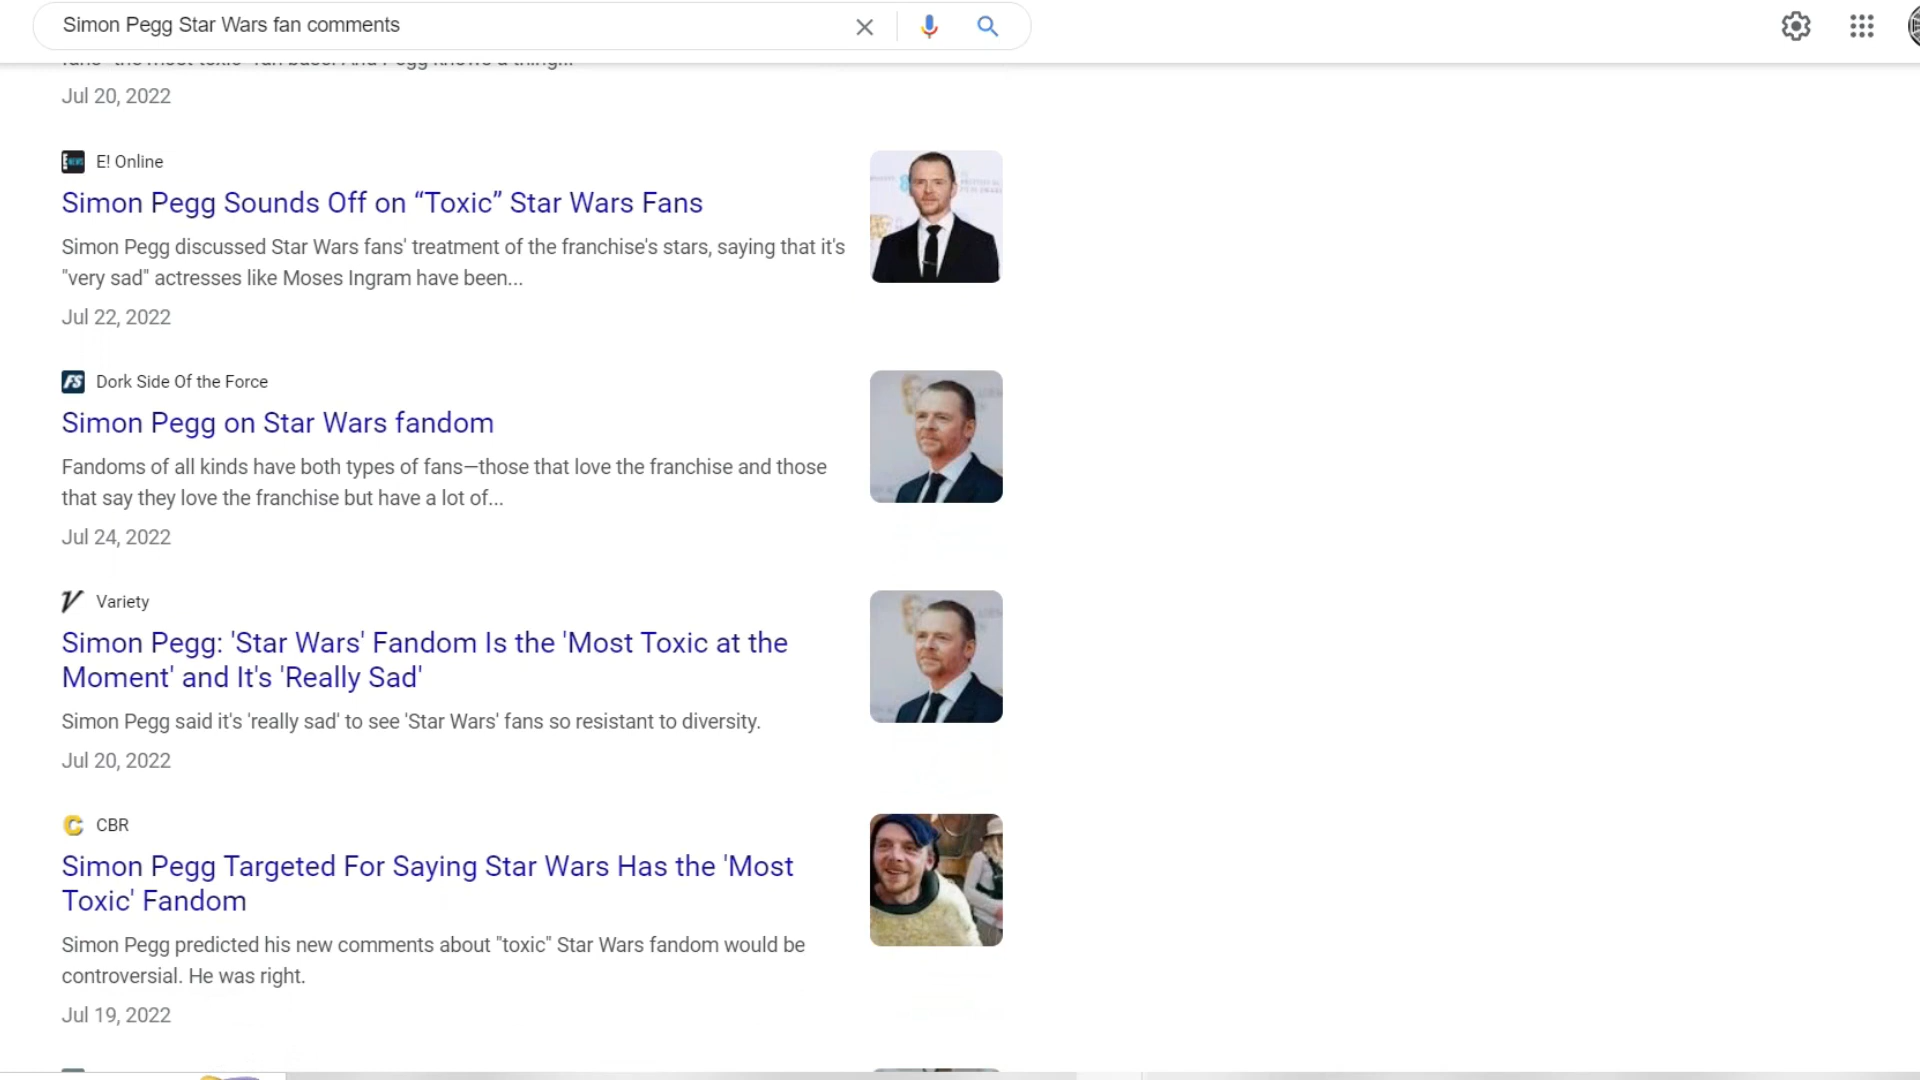 Simon Pegg Star Wars fan comments
Jul 20, 2022
E! Online
Simon Pegg Sounds Off on “Toxic” Star Wars Fans
Simon Pegg discussed Star Wars fans' treatment of the franchise's stars, saying that it's
"very sad" actresses like Moses Ingram have been...
Jul 22, 2022
FS Dork Side Of the Force
Simon Pegg on Star Wars fandom
Fandoms of all kinds have both types of fans—those that love the franchise and those
that say they love the franchise but have a lot of...
Jul 24, 2022
V Variety
Simon Pegg: 'Star Wars' Fandom Is the 'Most Toxic at the
Moment' and It's 'Really Sad'
Simon Pegg said it's 'really sad' to see 'Star Wars' fans so resistant to diversity.
Jul 20, 2022
C CBR
Simon Pegg Targeted For Saying Star Wars Has the 'Most
Toxic' Fandom
Simon Pegg predicted his new comments about "toxic" Star Wars fandom would be
controversial. He was right.
Jul 19, 2022